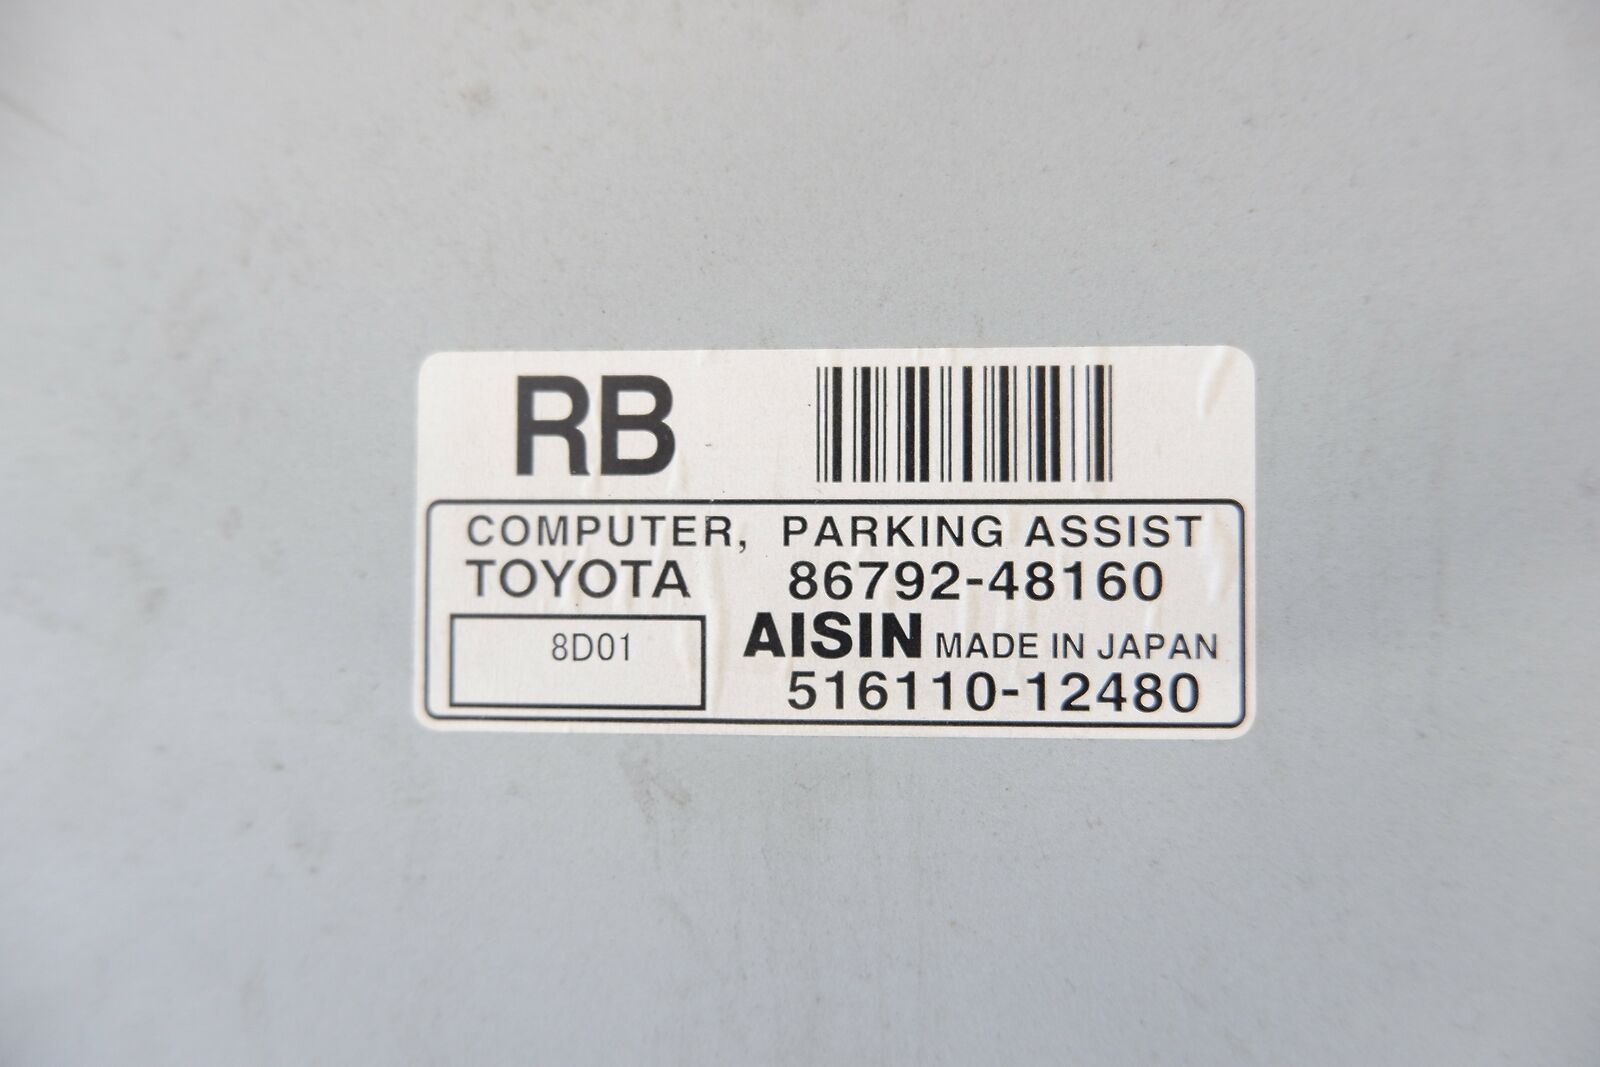 RB
COMPUTER, PARKING ASSIST
TOYOTA 86792-48160
8D01 AISIN MADE IN JAPAN
516110-12480